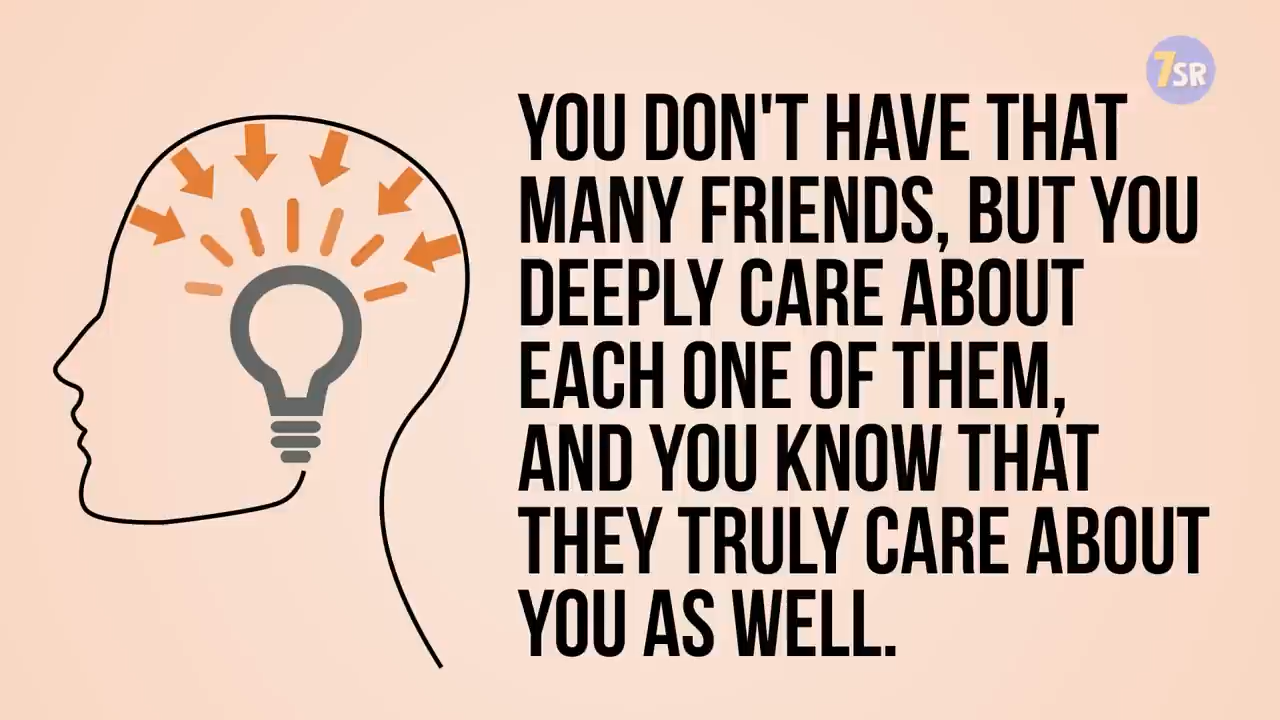 7SR
YOU DON'T HAVE THAT
MANY FRIENDS, BUT YOU
DEEPLY CARE ABOUT
EACH ONE OF THEM,
AND YOU KNOW THAT
THEY TRULY CARE ABOUT
YOU AS WELL.